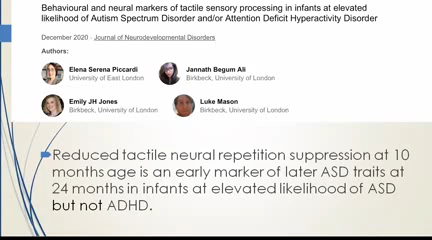 Behavioural and neural markers of tactile sensory processing in infants at elevated
likelihood of Autism Spectrum Disorder and/or Attention Deficit Hyperactivity Disorder
December 2020 · Journal of Neurodevelopmental Disorders
Authors:
Elena Serena Piccardi
University of East London
Jannath Begum Ali
Birkbeck, University of London
Emily JH Jones
Birkbeck, University of London
Luke Mason
Birkbeck, University of London
Reduced tactile neural repetition suppression at 10
months age is an early marker of later ASD traits at
24 months in infants at elevated likelihood of ASD
but not ADHD.